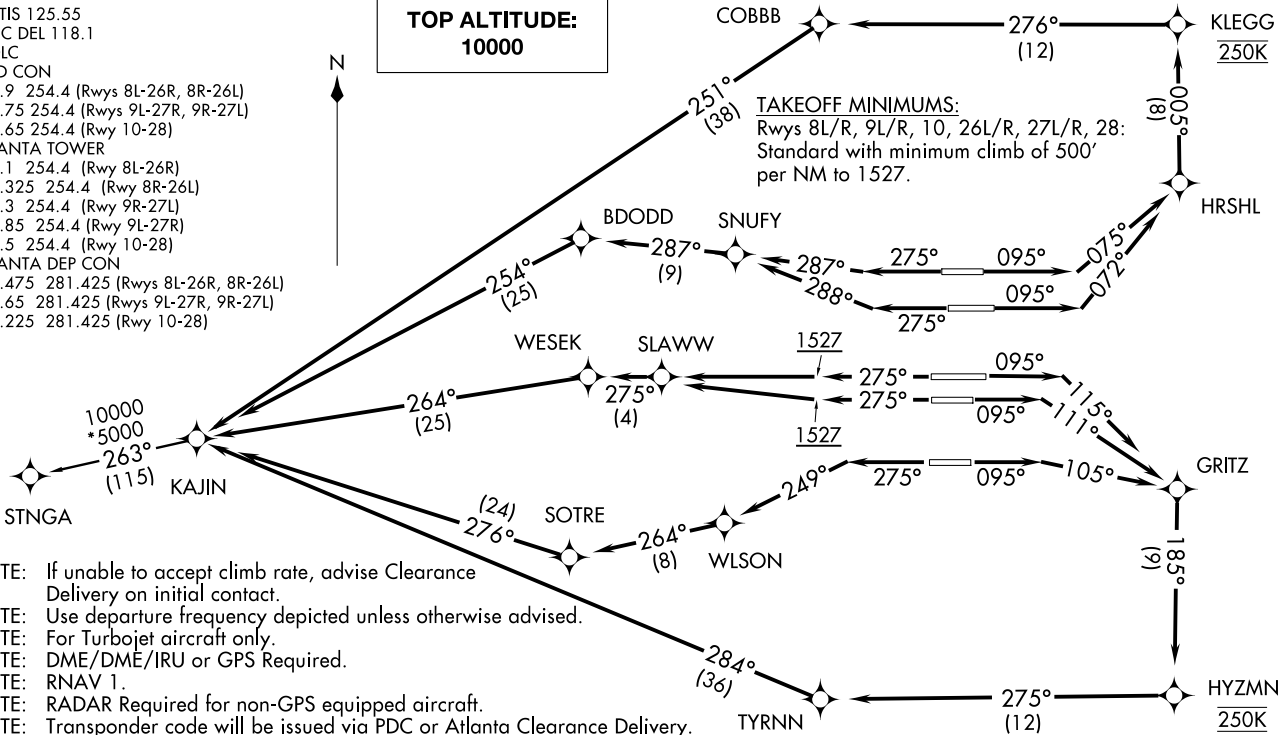 TIS 125.55
C DEL 118.1
LC
D CON
.9 254.4 (Rwys 8L-26R, 8R-26L)
.75 254.4 (Rwys 9L-27R, 9R-27L)
.65 254.4 (Rwy 10-28)
ANTA TOWER
.1 254.4 (Rwy 8L-26R)
.325 254.4 (Rwy 8R-26L)
.3 254.4 (Rwy 9R-27L)
.85 254.4 (Rwy 9L-27R)
.5 254.4 (Rwy 10-28)
ANTA DEP CON
.475 281.425 (Rwys 8L-26R, 8R-26L)
.65 281.425 (Rwys 9L-27R, 9R-27L)
.225 281.425 (Rwy 10-28)
N
TOP ALTITUDE:
10000
COBBB
276°
(12)
KLEGG
250K
251°
(38)
005°
(8)
TAKEOFF MINIMUMS:
Rwys 8L/R, 9L/R, 10, 26L/R, 27L/R, 28:
Standard with minimum climb of 500'
per NM to 1527.
HRSHL
BDODD
SNUFY
287°
(9)
287°
275°
095°
075°
254°
(25)
288°
275°
095°
072°
WESEK
SLAWW
1527
275°
095°
115°
264°
(25)
275°
(4)
275°
095°
111°
1527
10000
*5000
263°
(115)
STNGA
KAJIN
GRITZ
249°
275°
095°
105°
(24)
276°
SOTRE
264°
(8)
WLSON
185°
(9)
284°
(36)
TYRNN
275°
(12)
HYZMN
250K
TE: If unable to accept climb rate, advise Clearance
Delivery on initial contact.
TE: Use departure frequency depicted unless otherwise advised.
TE: For Turbojet aircraft only.
TE: DME/DME/IRU or GPS Required.
TE: RNAV 1.
TE: RADAR Required for non-GPS equipped aircraft.
TE: Transponder code will be issued via PDC or Atlanta Clearance Delivery.